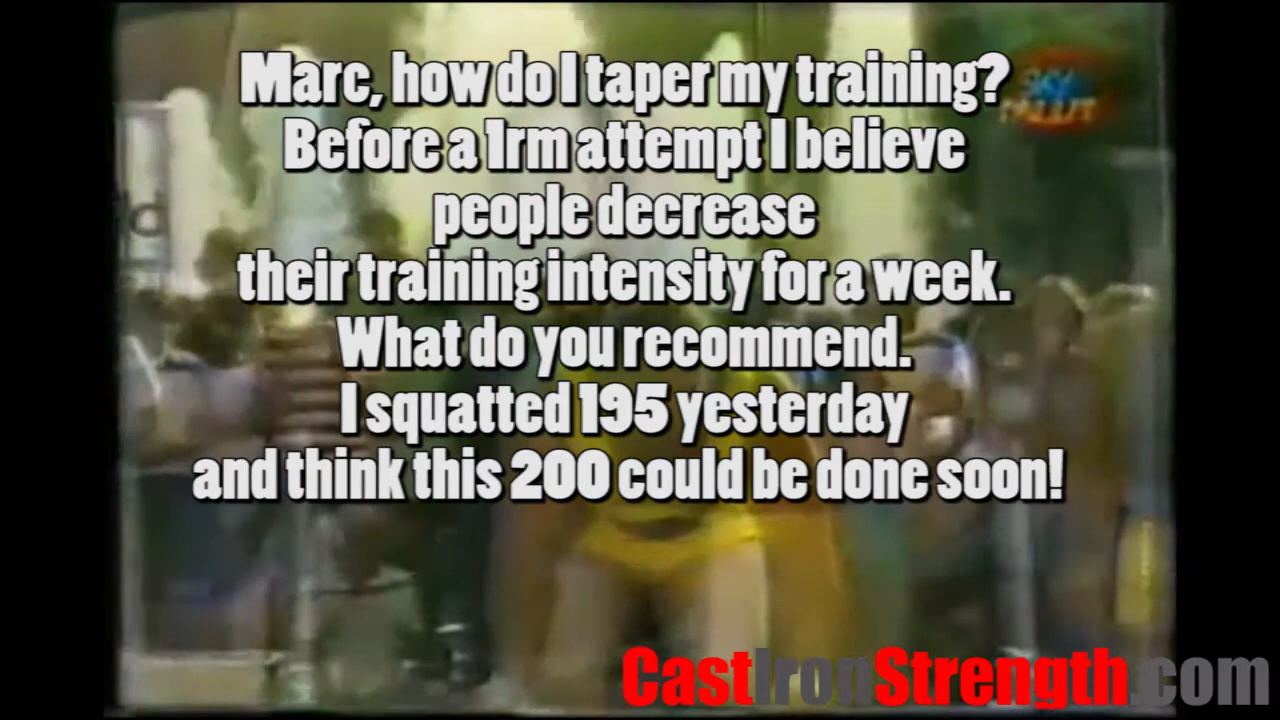 Marc, how do I taper my training?
Before a 1rm attempt I believe
people decrease
their training intensity for a week.
What do you recommend.
I squatted 195 yesterday
and think this 200 could be done soon!
SKY
CastIronStrength.com